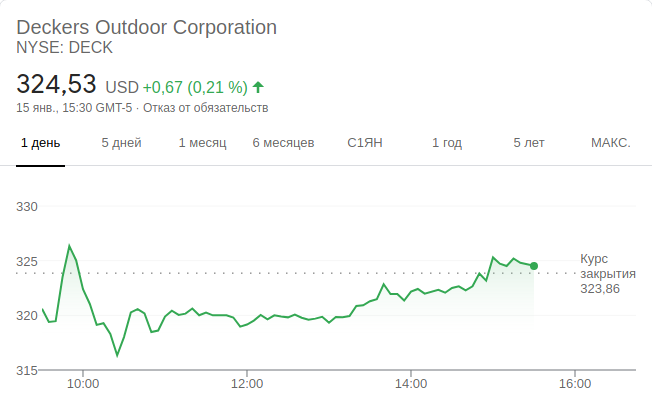 Deckers Outdoor Corporation
NYSE: DECK
324,53 USD +0,67 (0,21 %)
15 янв., 15:30 GMT-5 · Отказ от обязательств
1 день 5 дней 1 месяц 6 месяцев С1ЯН 1 год 5 лет МАКС.
330
325
320
315
Курс
закрытия
323,86
10:00 12:00 14:00 16:00